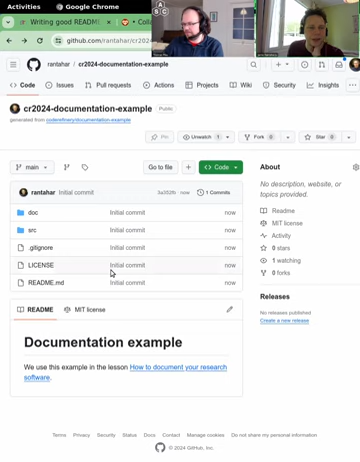 Activities
Google Chrome
Writing good README
Colla
github.com/rantahar/cr2024
rantahar / cr2024-documentation-example
Code
Issues
Pull requests
Actions
Projects
Wiki
Security
Insights
cr2024-documentation-example
Public
generated from coderefinery/documentation-example
Pin
Unwatch 1
Fork 0
Star 0
main
Go to file
Code
About
No description, website, or topics provided.
Readme
MIT license
Activity
0 stars
1 watching
0 forks
Releases
No releases published
Create a new release
rantahar Initial commit
now
1 Commits
doc Initial commit now
src Initial commit now
.gitignore Initial commit now
LICENSE Initial commit now
README.md Initial commit now
README
MIT license
Documentation example
We use this example in the lesson How to document your research
software.
Terms Privacy Security Status Docs Contact Manage cookies Do not share my personal information
© 2024 GitHub, Inc.